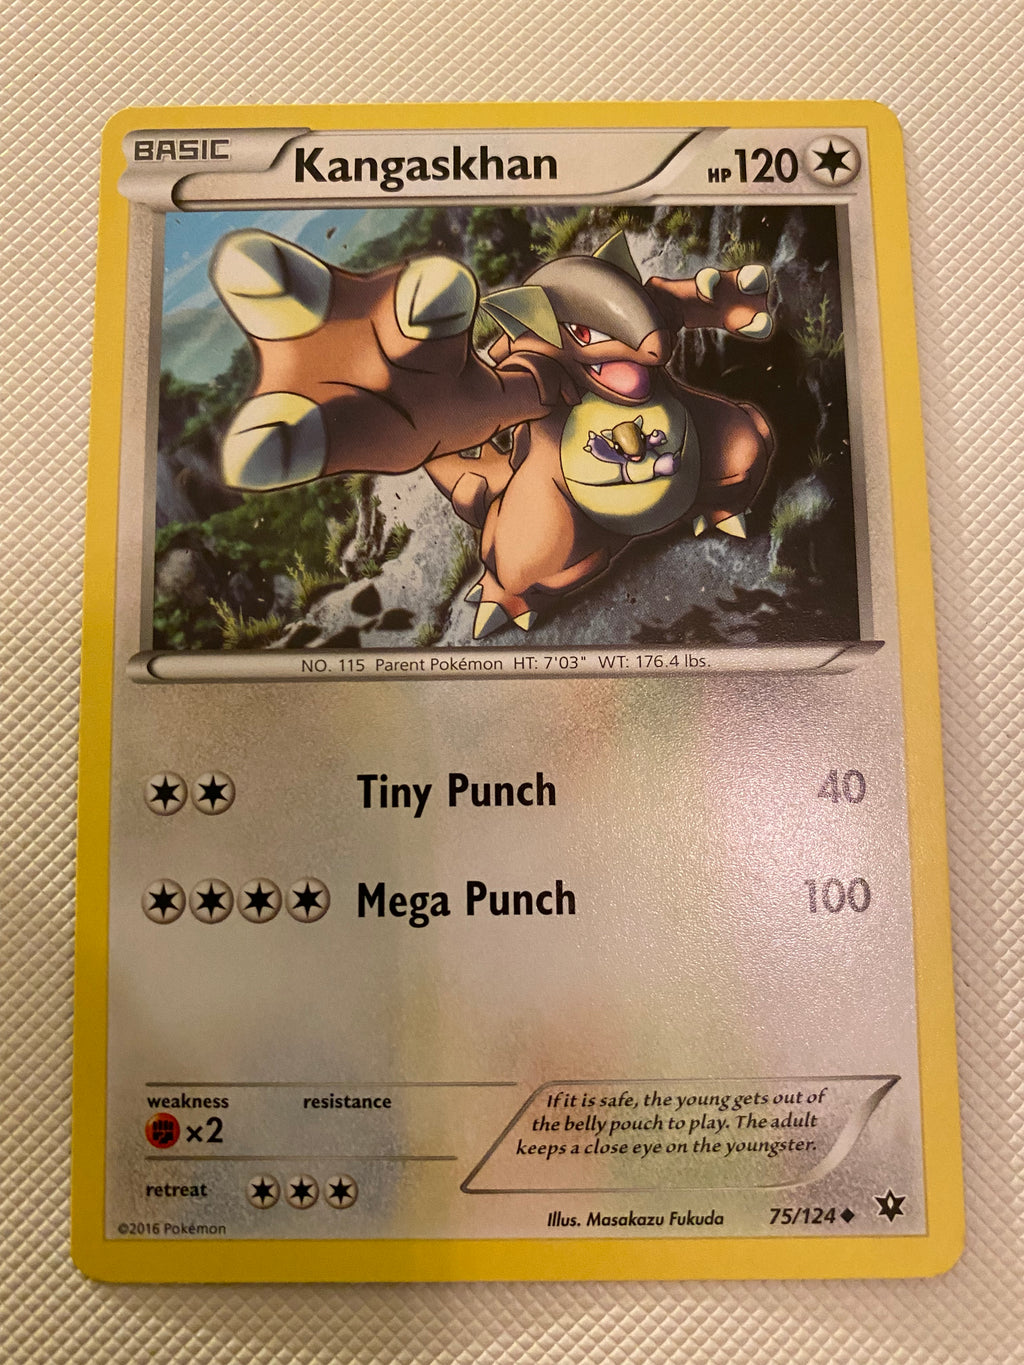 BASIC
Kangaskhan
HP 120
NO. 115 Parent Pokémon HT: 7'03" WT: 176.4 lbs.
Tiny Punch 40
Mega Punch 100
weakness resistance
×2
If it is safe, the young gets out of
the belly pouch to play. The adult
keeps a close eye on the youngster.
retreat
Illus. Masakazu Fukuda 75/124
©2016 Pokémon